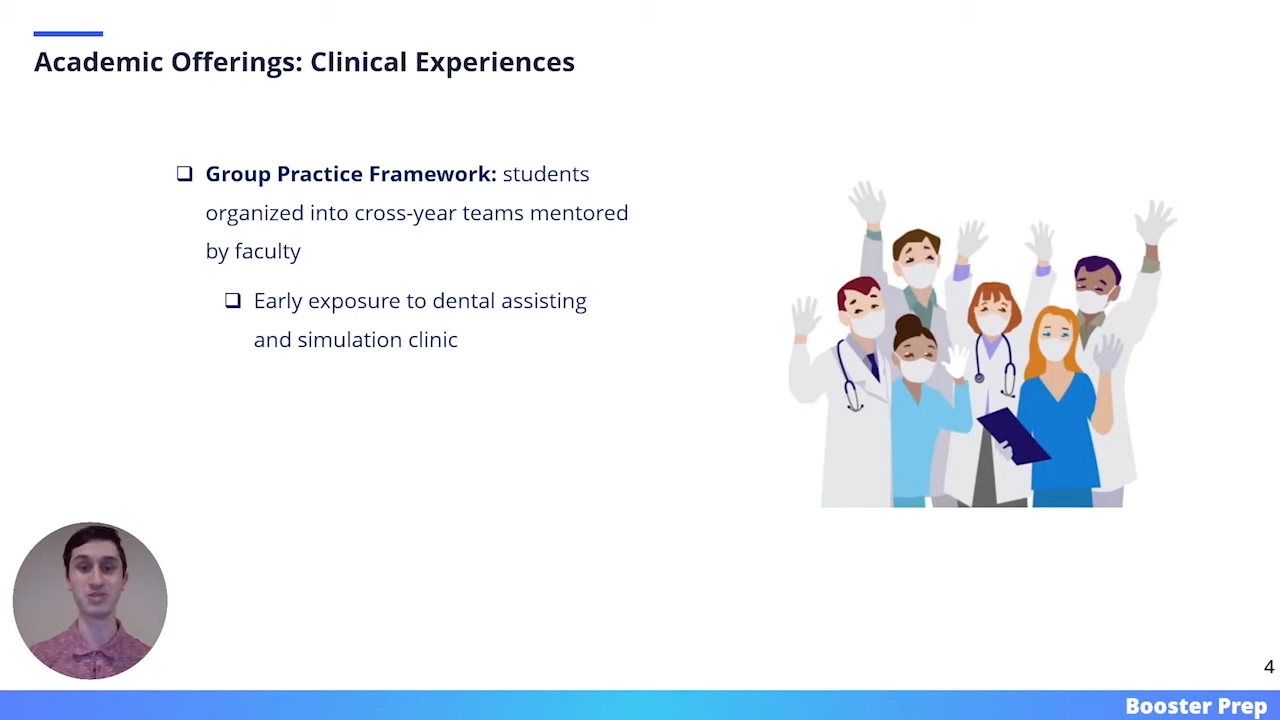 Academic Offerings: Clinical Experiences
Group Practice Framework: students
organized into cross-year teams mentored
by faculty
Early exposure to dental assisting
and simulation clinic
4
Booster Prep